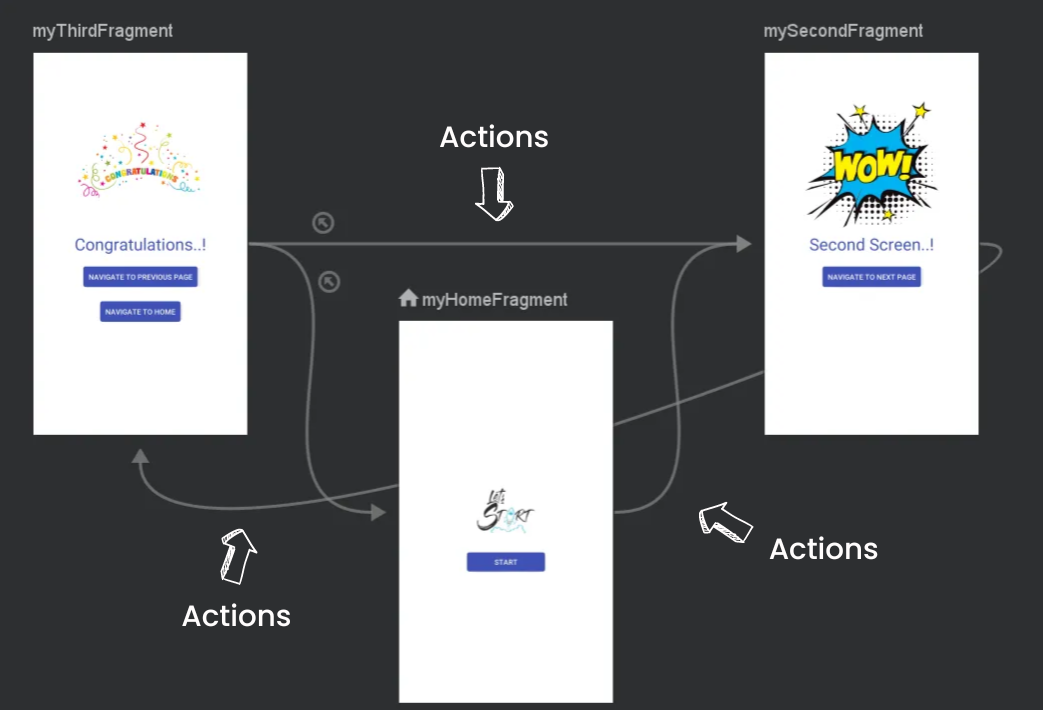 myThirdFragment
CONGRATULATIONS
Congratulations..!
NAVIGATE TO PREVIOUS PAGE
NAVIGATE TO HOME
Actions
mySecondFragment
WOW!
Second Screen..!
NAVIGATE TO NEXT PAGE
myHomeFragment
Let's
START
START
Actions
Actions